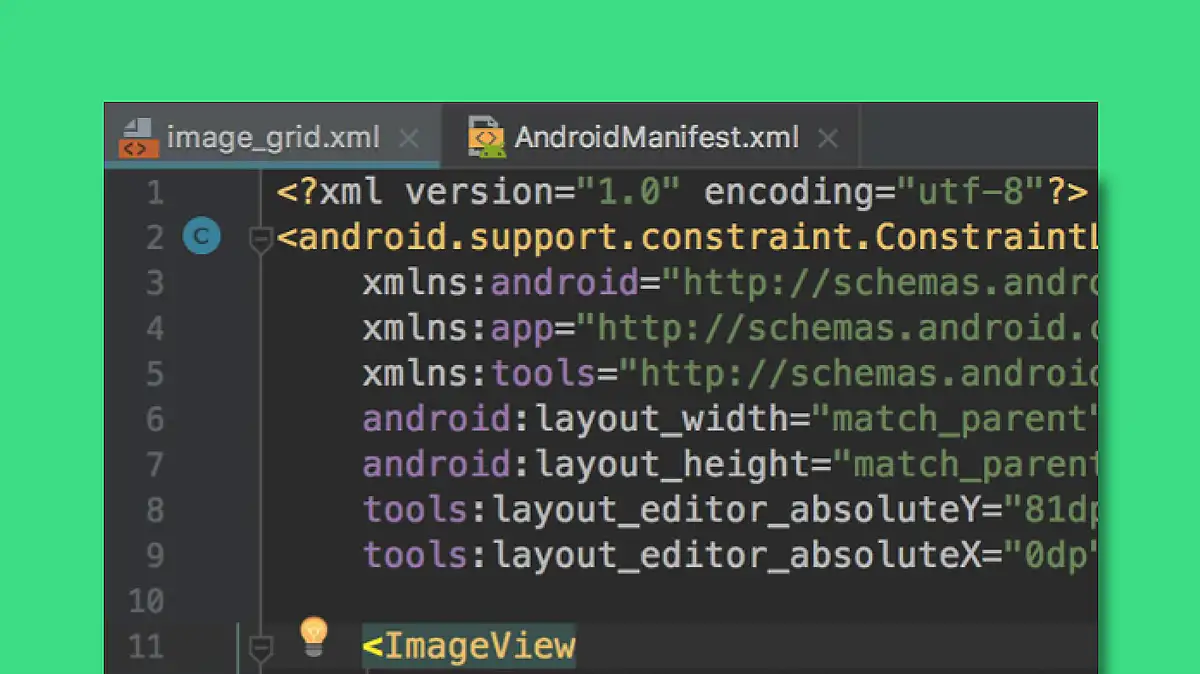 image_grid.xml AndroidManifest.xml
1 <?xml version="1.0" encoding="utf-8"?>
2 C <android.support.constraint.ConstraintL
3 xmlns:android="http://schemas.andro
4 xmlns:app="http://schemas.android.c
5 xmlns:tools="http://schemas.android
6 android:layout_width="match_parent"
7 android:layout_height="match_parent
8 tools:layout_editor_absoluteY="81dp
9 tools:layout_editor_absoluteX="0dp"
10
11 <ImageView